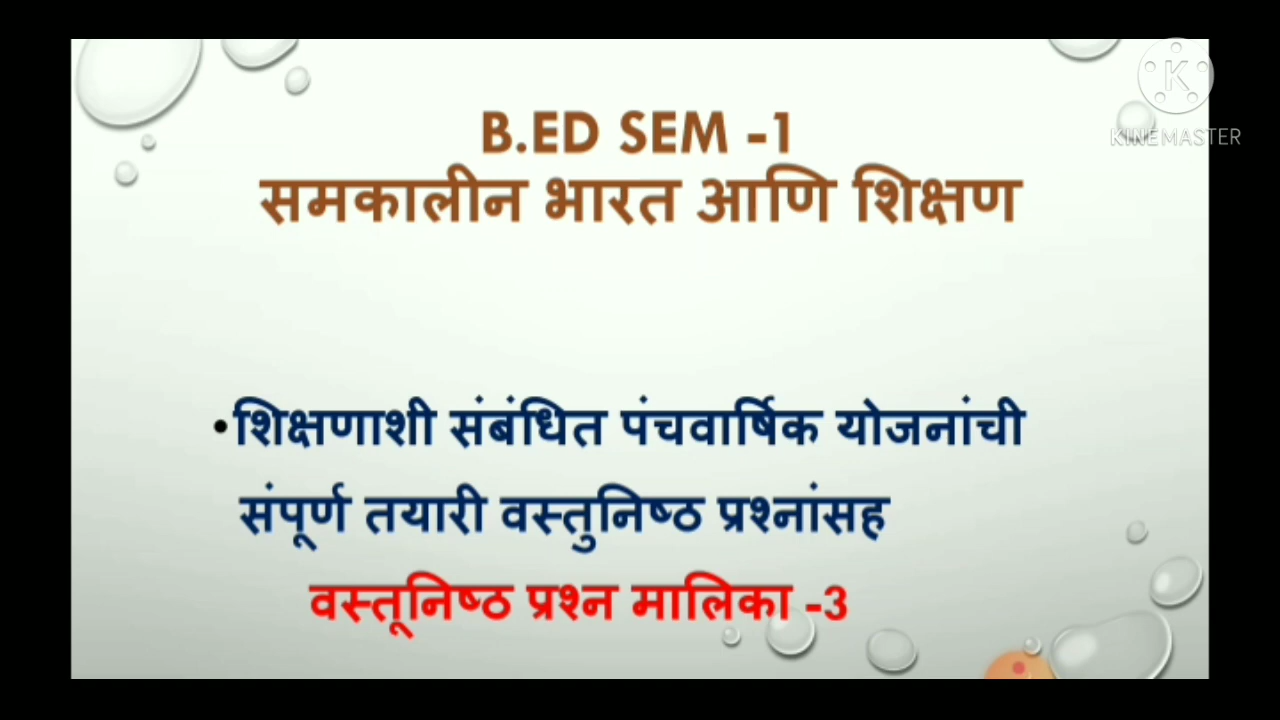 B.ED SEM -1
समकालीन भारत आणि शिक्षण
K
KINEMASTER
•शिक्षणाशी संबंधित पंचवार्षिक योजनांची
संपूर्ण तयारी वस्तुनिष्ठ प्रश्नांसह
वस्तूनिष्ठ प्रश्न मालिका -3